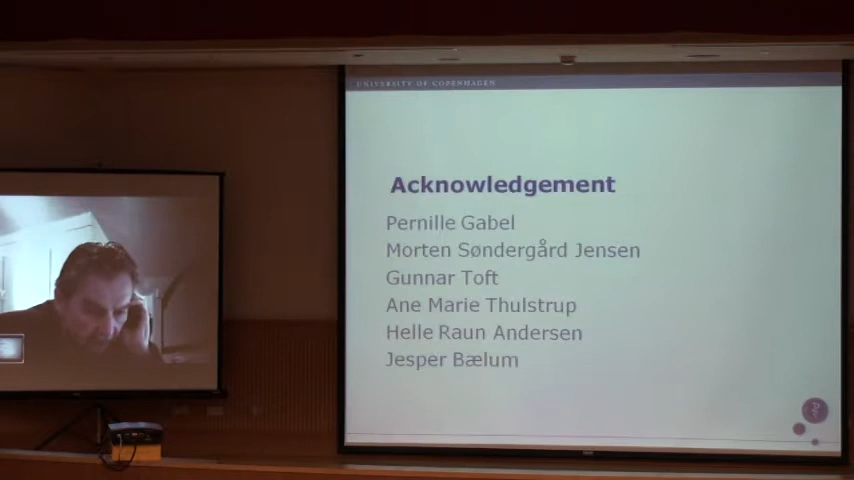 UNIVERSITY OF COPENHAGEN
Acknowledgement
Pernille Gabel
Morten Søndergård Jensen
Gunnar Toft
Ane Marie Thulstrup
Helle Raun Andersen
Jesper Bælum